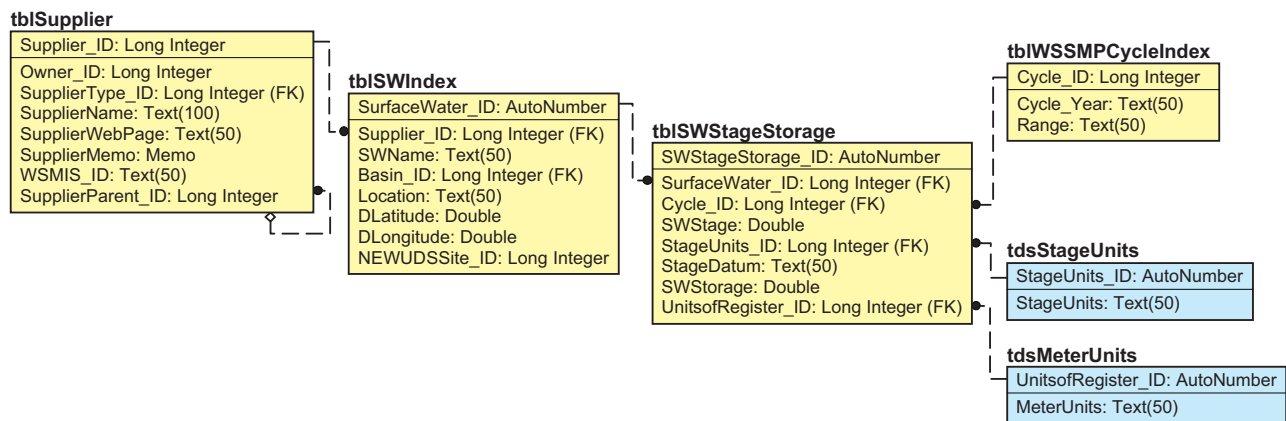 tblSupplier
Supplier_ID: Long Integer
Owner_ID: Long Integer
SupplierType_ID: Long Integer (FK)
SupplierName: Text(100)
SupplierWebPage: Text(50)
SupplierMemo: Memo
WSMIS_ID: Text(50)
SupplierParent_ID: Long Integer
tblSWIndex
SurfaceWater_ID: AutoNumber
Supplier_ID: Long Integer (FK)
SWName: Text(50)
Basin_ID: Long Integer (FK)
Location: Text(50)
DLatitude: Double
DLongitude: Double
NEWUDSSite_ID: Long Integer
tblSWStageStorage
SWStageStorage_ID: AutoNumber
SurfaceWater_ID: Long Integer (FK)
Cycle_ID: Long Integer (FK)
SWStage: Double
StageUnits_ID: Long Integer (FK)
StageDatum: Text(50)
SWStorage: Double
UnitsofRegister_ID: Long Integer (FK)
tblWSSMPCycleIndex
Cycle_ID: Long Integer
Cycle_Year: Text(50)
Range: Text(50)
tdsStageUnits
StageUnits_ID: AutoNumber
StageUnits: Text(50)
tdsMeterUnits
UnitsofRegister_ID: AutoNumber
MeterUnits: Text(50)